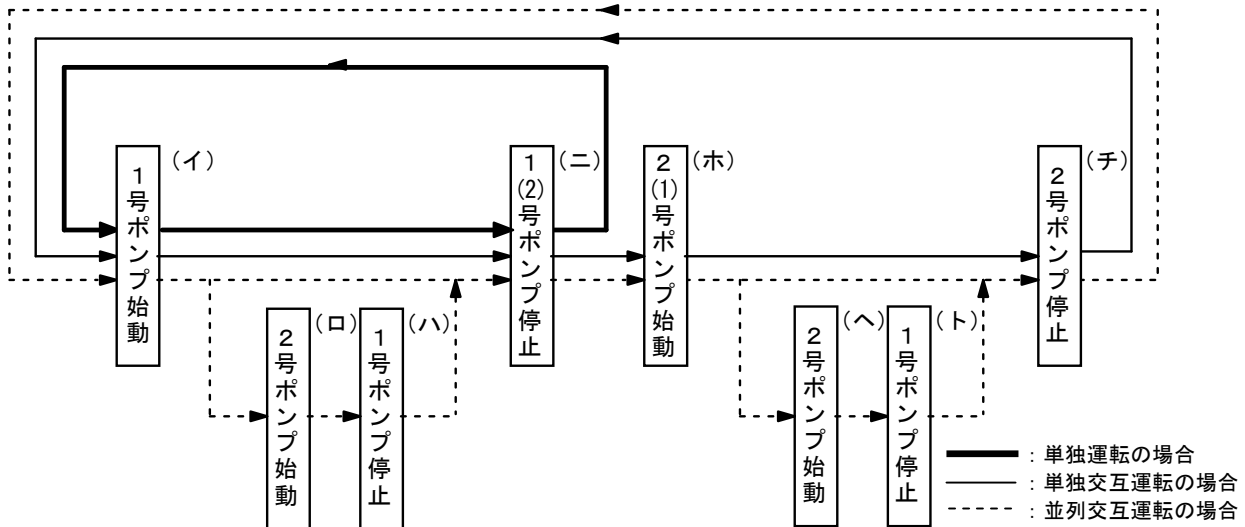 1号ポンプ始動
(イ)
2号ポンプ始動
(ロ)
1号ポンプ停止
(ハ)
1(2)号ポンプ停止
(ニ)
2(1)号ポンプ始動
(ホ)
2号ポンプ始動
(ヘ)
1号ポンプ停止
(ト)
2号ポンプ停止
(チ)
：単独運転の場合
：単独交互運転の場合
：並列交互運転の場合